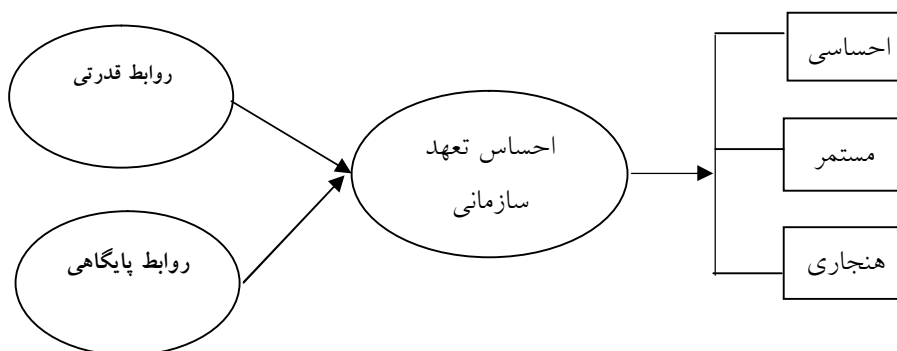 روابط قدرتی
روابط پایگاهی
احساس تعهد
سازمانی
احساسی
مستمر
هنجاری